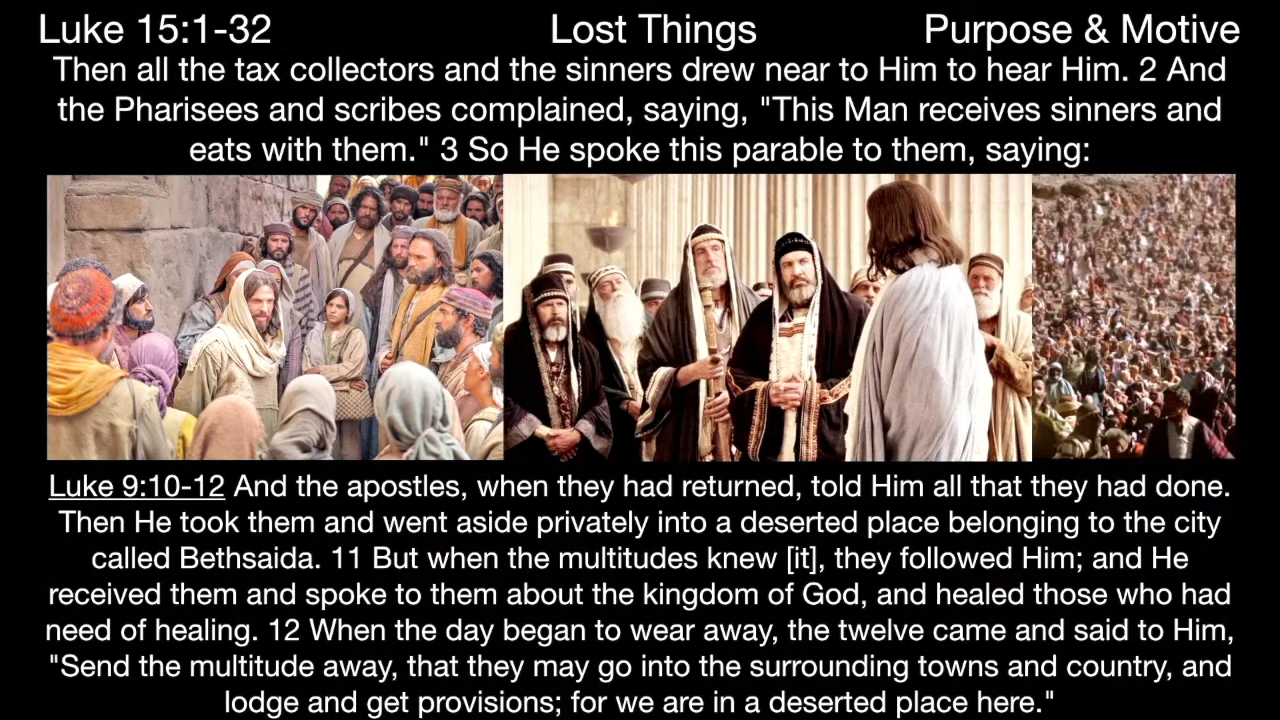 Luke 15:1-32 Lost Things Purpose & Motive
Then all the tax collectors and the sinners drew near to Him to hear Him. 2 And
the Pharisees and scribes complained, saying, "This Man receives sinners and
eats with them." 3 So He spoke this parable to them, saying:
Luke 9:10-12 And the apostles, when they had returned, told Him all that they had done.
Then He took them and went aside privately into a deserted place belonging to the city
called Bethsaida. 11 But when the multitudes knew [it], they followed Him; and He
received them and spoke to them about the kingdom of God, and healed those who had
need of healing. 12 When the day began to wear away, the twelve came and said to Him,
"Send the multitude away, that they may go into the surrounding towns and country, and
lodge and get provisions; for we are in a deserted place here."